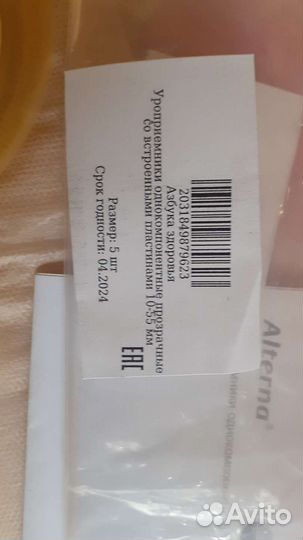 2031849879623
Азбука здоровья
Уроприемники однокомпонентные прозрачные
со встроенными пластинами 10-55 мм
Размер: 5 шт
Срок годности: 04.2024
EAC
Alterna®
однокомпон
Avito